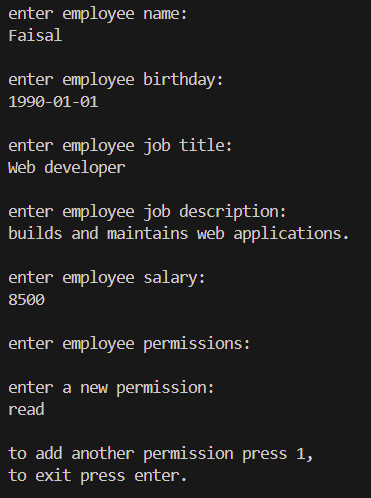 enter employee name:
Faisal
enter employee birthday:
1990-01-01
enter employee job title:
Web developer
enter employee job description:
builds and maintains web applications.
enter employee salary:
8500
enter employee permissions:
enter a new permission:
read
to add another permission press 1,
to exit press enter.